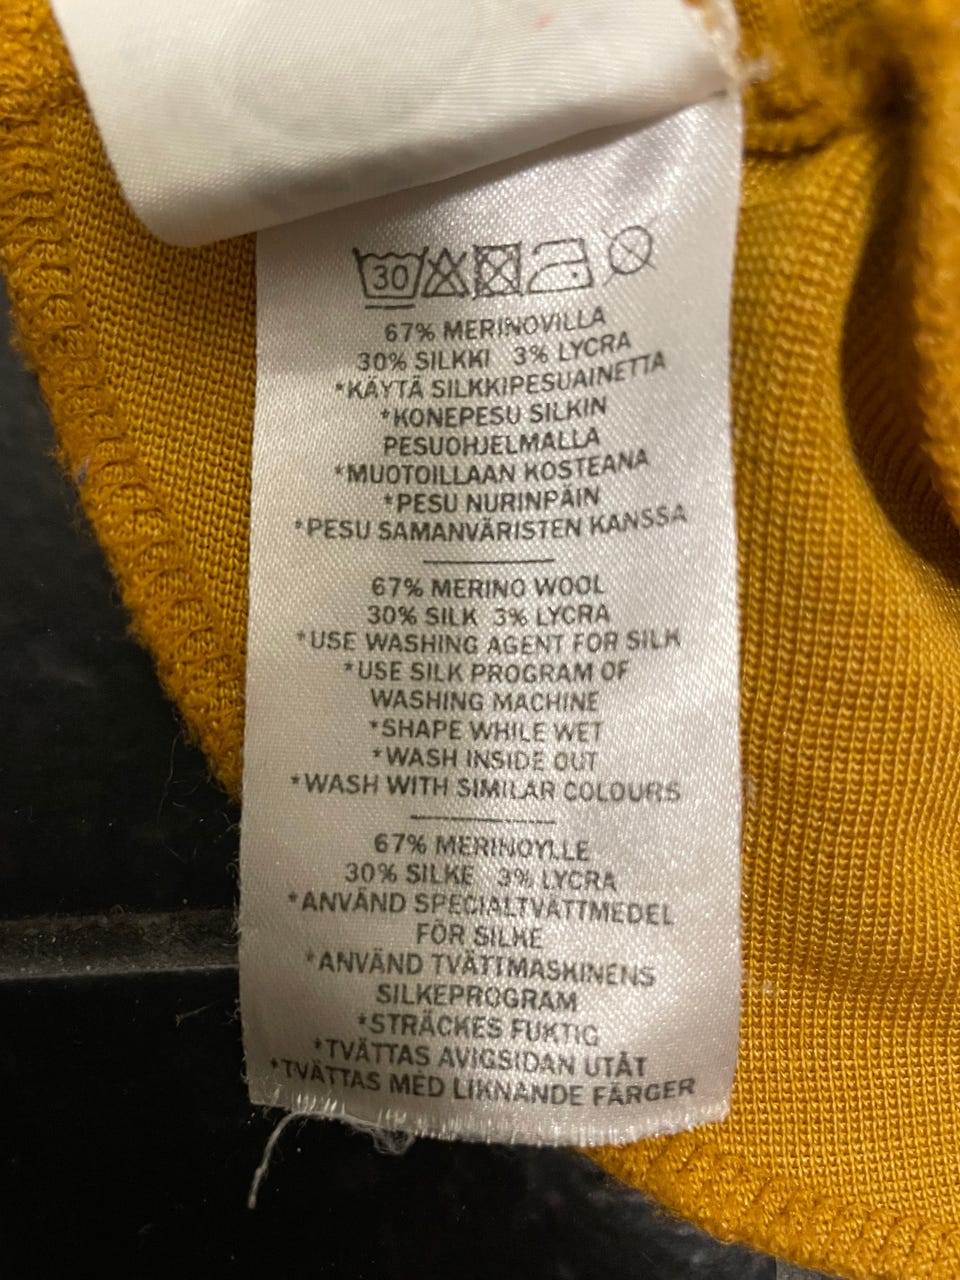 30
67% MERINOVILLA
30% SILKKI 3% LYCRA
*KÄYTÄ SILKKIPESUAINETTA
*KONEPESU SILKIN
PESUOHJELMALLA
*MUOTOILLAAN KOSTEANA
*PESU NURINPÄIN
*PESU SAMANVÄRISTEN KANSSA
67% MERINO WOOL
30% SILK 3% LYCRA
*USE WASHING AGENT FOR SILK
*USE SILK PROGRAM OF
WASHING MACHINE
*SHAPE WHILE WET
*WASH INSIDE OUT
*WASH WITH SIMILAR COLOURS
67% MERINOYLLE
30% SILKE 3% LYCRA
*ANVÄND SPECIALTVÄTTMEDEL
FÖR SILKE
*ANVÄND TVÄTTMASKINENS
SILKEPROGRAM
*STRÄCKES FUKTIG
*TVÄTTAS AVIGSIDAN UTÅT
*TVÄTTAS MED LIKNANDE FÄRGER